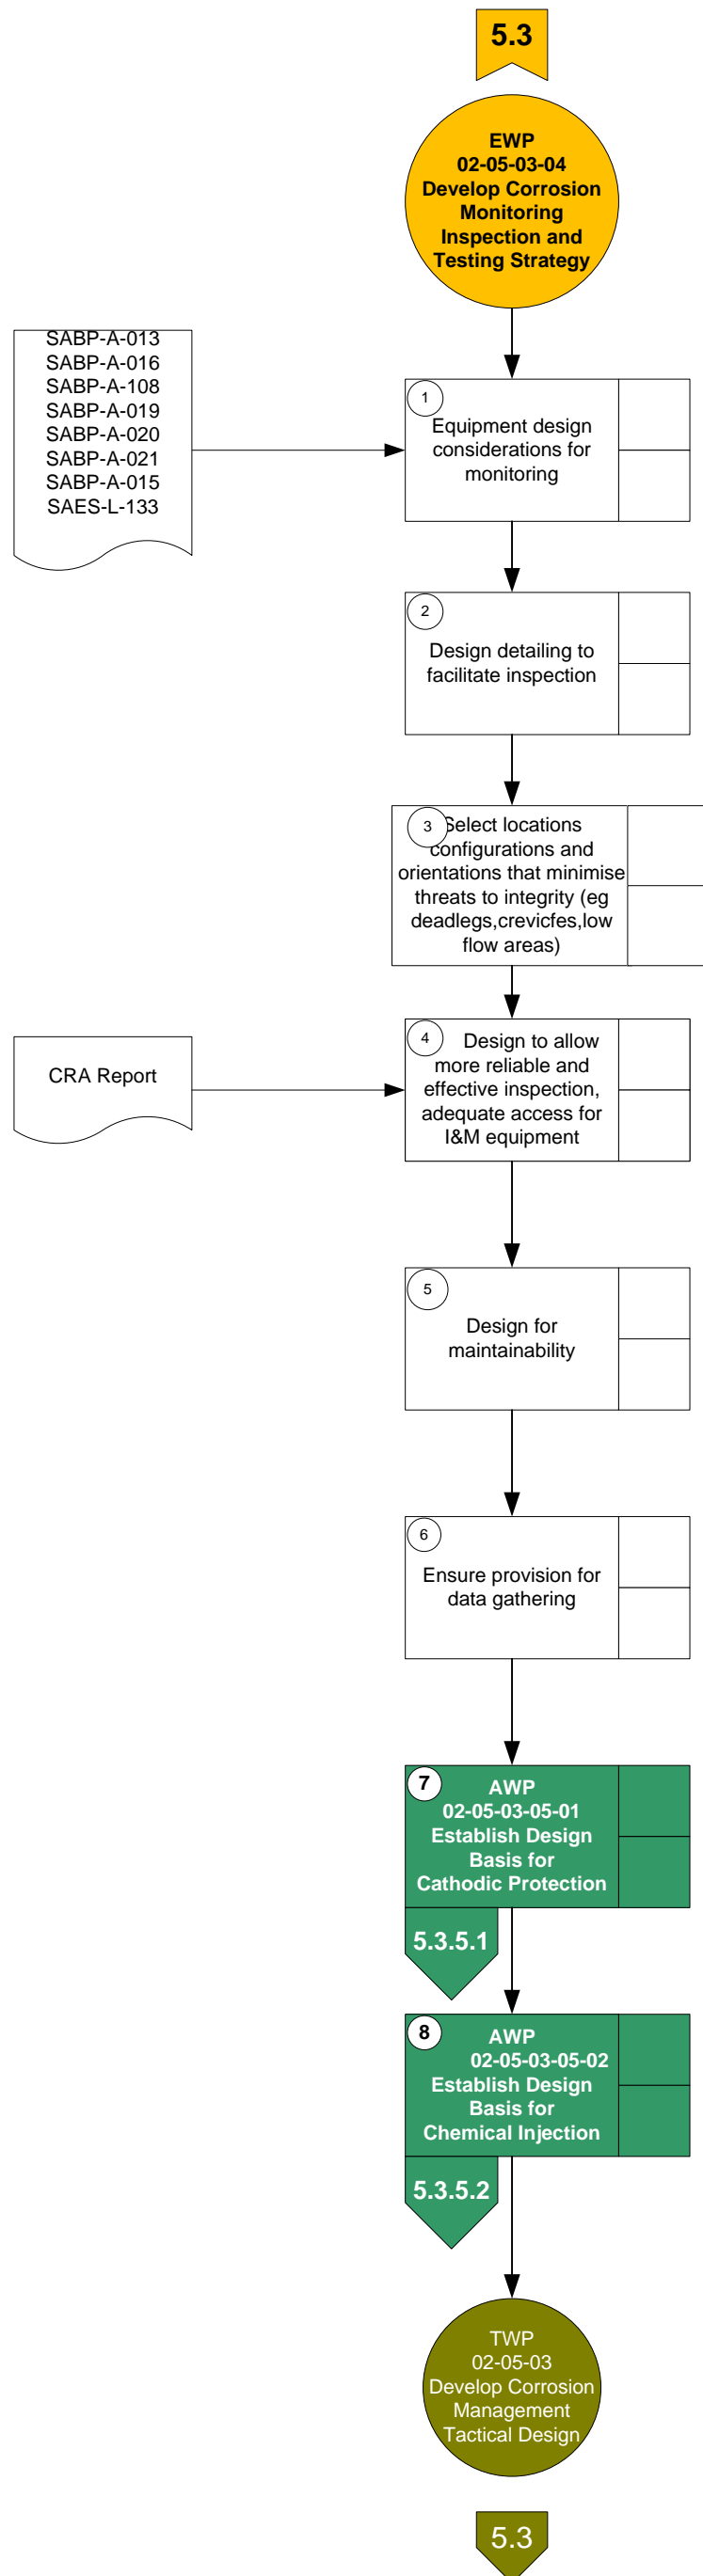 5.3
EWP
02-05-03-04
Develop Corrosion
Monitoring
Inspection and
Testing Strategy
SABP-A-013
SABP-A-016
SABP-A-108
SABP-A-019
SABP-A-020
SABP-A-021
SABP-A-015
SAES-L-133
1
Equipment design
considerations for
monitoring
2
Design detailing to
facilitate inspection
3
Select locations
configurations and
orientations that minimise
threats to integrity (eg
deadlegs,crevicfes,low
flow areas)
CRA Report
4
Design to allow
more reliable and
effective inspection,
adequate access for
I&M equipment
5
Design for
maintainability
6
Ensure provision for
data gathering
7
AWP
02-05-03-05-01
Establish Design
Basis for
Cathodic Protection
5.3.5.1
8
AWP
02-05-03-05-02
Establish Design
Basis for
Chemical Injection
5.3.5.2
TWP
02-05-03
Develop Corrosion
Management
Tactical Design
5.3